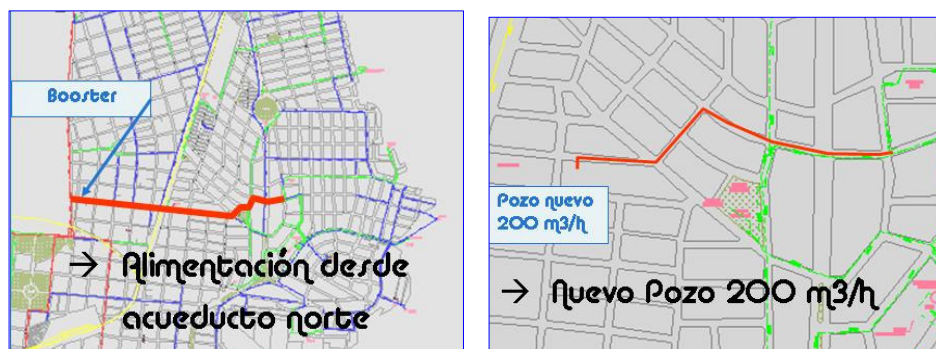 Booster
→ Alimentación desde
acueducto norte
Pozo nuevo
200 m3/h
→ Nuevo Pozo 200 m3/h